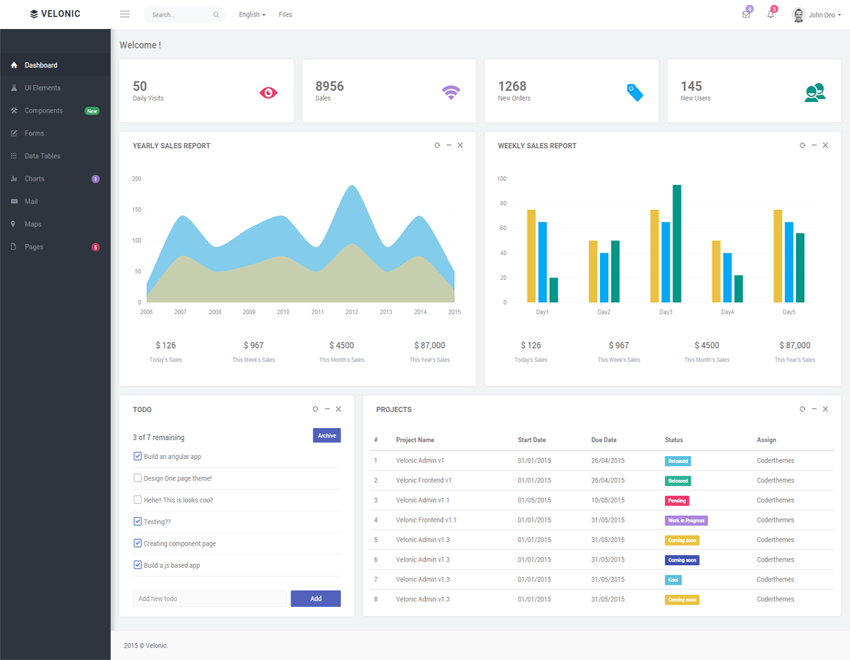 VELONIC
Search...
English
Files
8
3
John Deo
Dashboard
UI Elements
Components New
Forms
Data Tables
Charts 1
Mail
Maps
Pages 5
Welcome !
50
Daily Visits
8956
Sales
1268
New Orders
145
New Users
YEARLY SALES REPORT
200
150
100
50
0
2006 2007 2008 2009 2010 2011 2012 2013 2014 2015
$ 126 $ 967 $ 4500 $ 87,000
Today's Sales This Week's Sales This Month's Sales This Year's Sales
WEEKLY SALES REPORT
100
80
60
40
20
0
Day1 Day2 Day3 Day4 Day5
$ 126 $ 967 $ 4500 $ 87,000
Today's Sales This Week's Sales This Month's Sales This Year's Sales
TODO
3 of 7 remaining
Archive
Build an angular app
Design One page theme!
Hehe!! This is looks cool!
Testing??
Creating component page
Build a js based app
Add new todo Add
PROJECTS
# Project Name Start Date Due Date Status Assign
1 Velonic Admin v1 01/01/2015 26/04/2015 Released Coderthemes
2 Velonic Frontend v1 01/01/2015 26/04/2015 Released Coderthemes
3 Velonic Admin v1.1 01/05/2015 10/05/2015 Pending Coderthemes
4 Velonic Frontend v1.1 01/01/2015 31/05/2015 Work in Progress Coderthemes
5 Velonic Admin v1.3 01/01/2015 31/05/2015 Coming soon Coderthemes
6 Velonic Admin v1.3 01/01/2015 31/05/2015 Coming soon Coderthemes
7 Velonic Admin v1.3 01/01/2015 31/05/2015 Cool Coderthemes
8 Velonic Admin v1.3 01/01/2015 31/05/2015 Coming soon Coderthemes
2015 © Velonic.